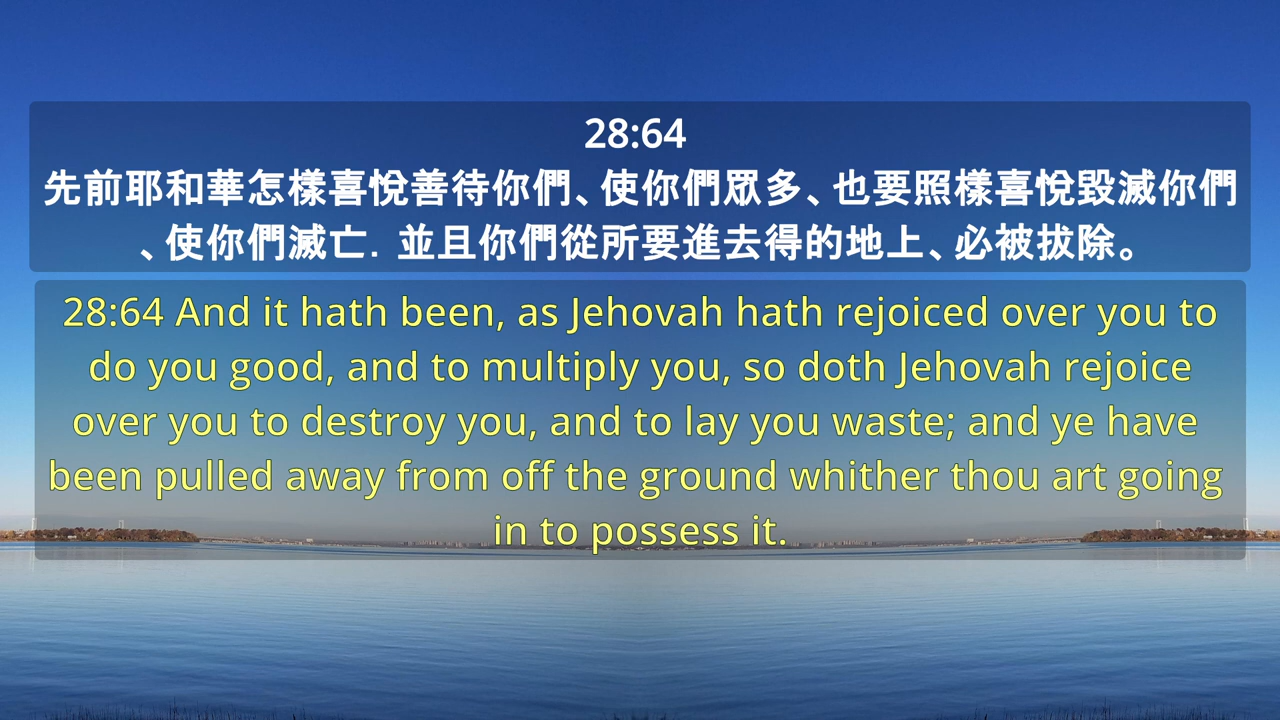 28:64
先前耶和華怎樣喜悅善待你們、使你們眾多、也要照樣喜悅毀滅你們
、使你們滅亡．並且你們從所要進去得的地上、必被拔除。
28:64 And it hath been, as Jehovah hath rejoiced over you to
do you good, and to multiply you, so doth Jehovah rejoice
over you to destroy you, and to lay you waste; and ye have
been pulled away from off the ground whither thou art going
in to possess it.